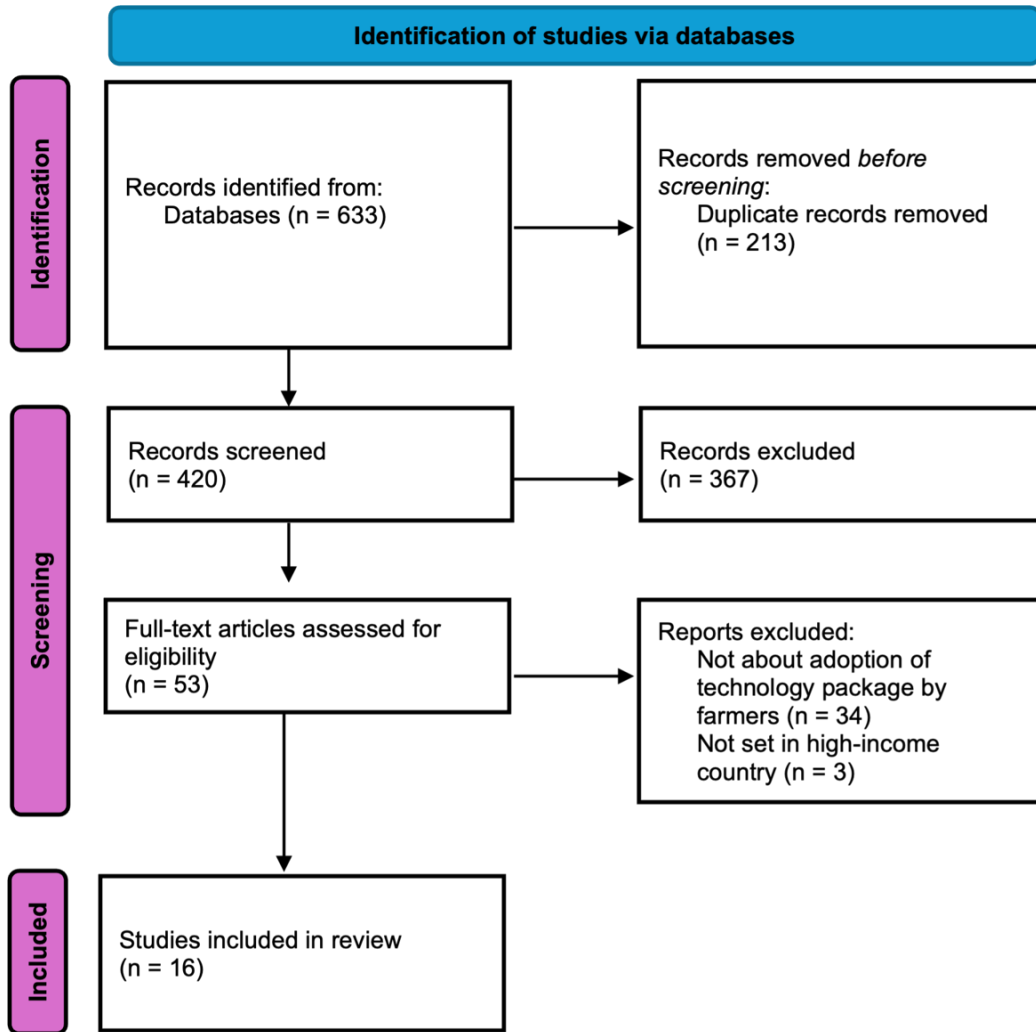 Identification of studies via databases
Identification
Records identified from:
Databases (n = 633)
Records removed before
screening:
Duplicate records removed
(n = 213)
Screening
Records screened
(n = 420)
Records excluded
(n = 367)
Full-text articles assessed for
eligibility
(n = 53)
Reports excluded:
Not about adoption of
technology package by
farmers (n = 34)
Not set in high-income
country (n = 3)
Included
Studies included in review
(n = 16)